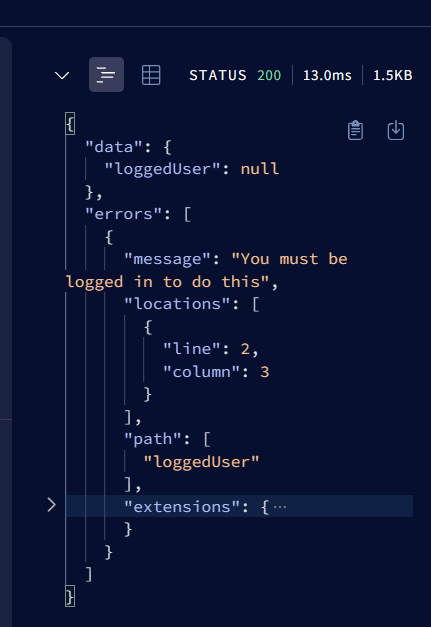 STATUS 200 13.0ms 1.5KB
{
"data": {
"loggedUser": null
},
"errors": [
{
"message": "You must be
logged in to do this",
"locations": [
{
"line": 2,
"column": 3
}
],
"path": [
"loggedUser"
],
"extensions": {⋯
}
}
]
}